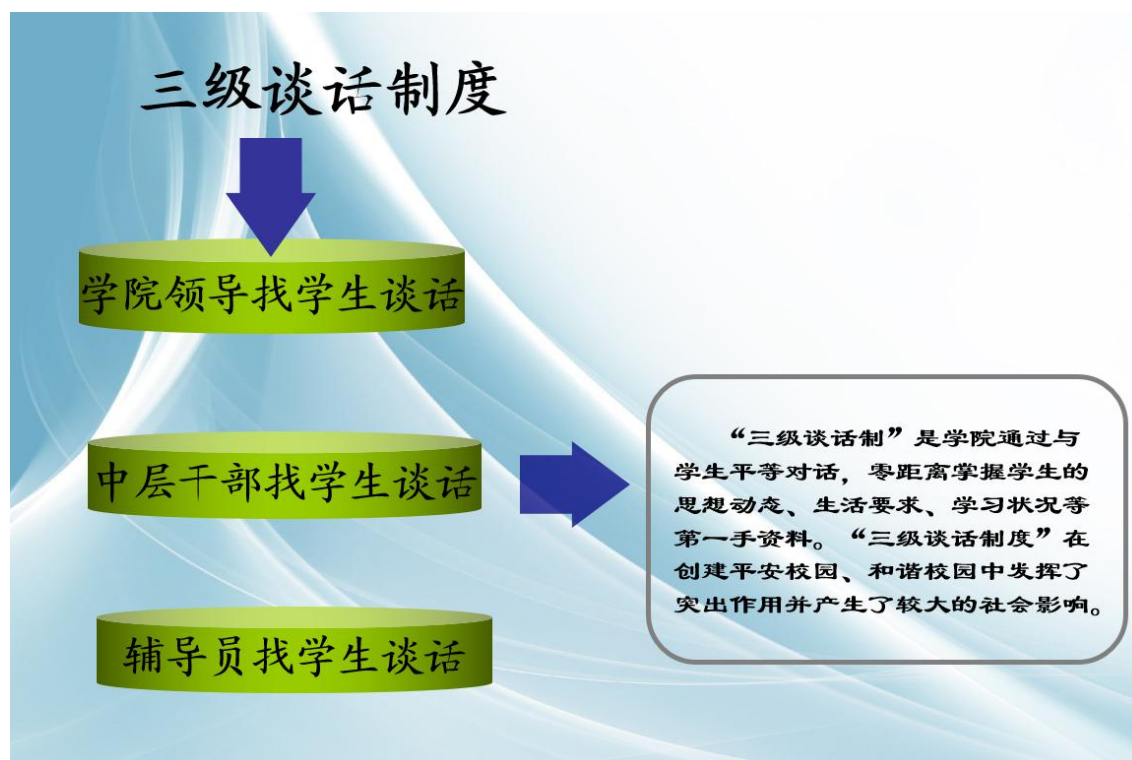 三级谈话制度
学院领导找学生谈话
中层干部找学生谈话
辅导员找学生谈话
“三级谈话制”是学院通过与
学生平等对话，零距离掌握学生的
思想动态、生活要求、学习状况等
第一手资料。“三级谈话制度”在
创建平安校园、和谐校园中发挥了
突出作用并产生了较大的社会影响。